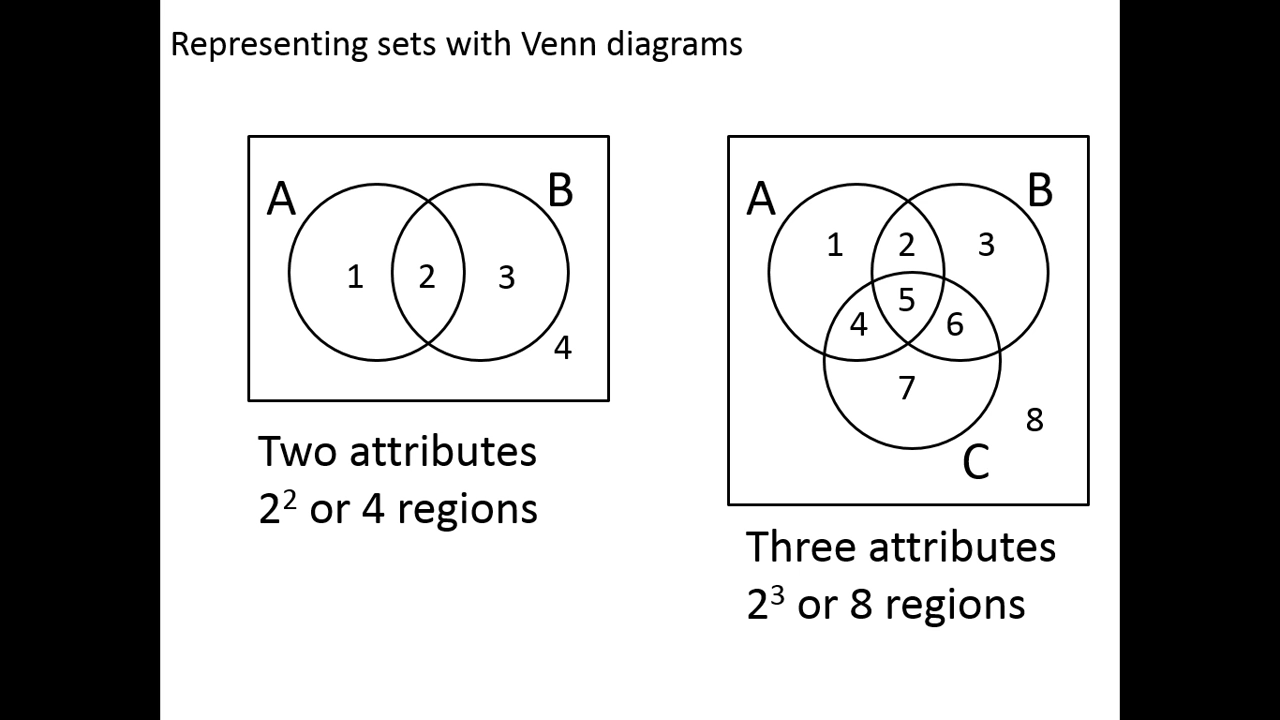 Representing sets with Venn diagrams
A B
1 2 3
4
Two attributes
2² or 4 regions
A B
1 2 3
5
4 6
7
8
C
Three attributes
2³ or 8 regions